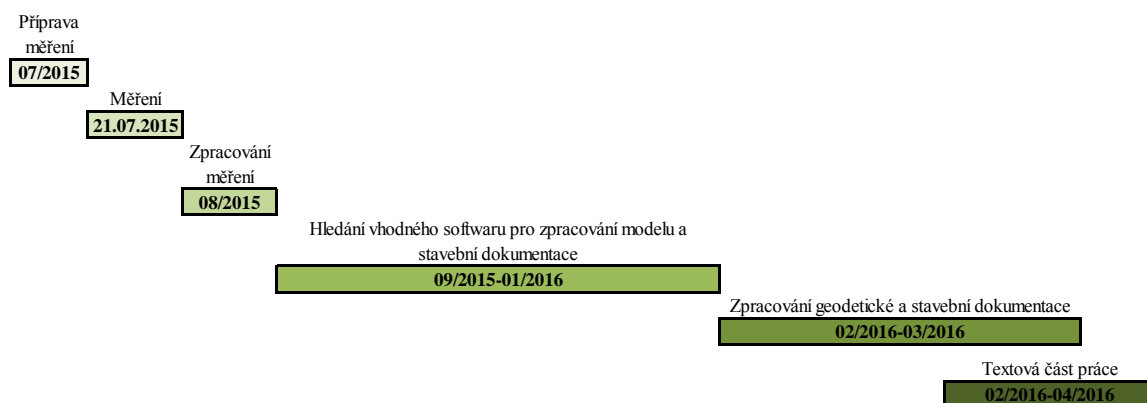 Příprava
měření
07/2015
Měření
21.07.2015
Zpracování
měření
08/2015
Hledání vhodného softwaru pro zpracování modelu a
stavební dokumentace
09/2015-01/2016
Zpracování geodetické a stavební dokumentace
02/2016-03/2016
Textová část práce
02/2016-04/2016